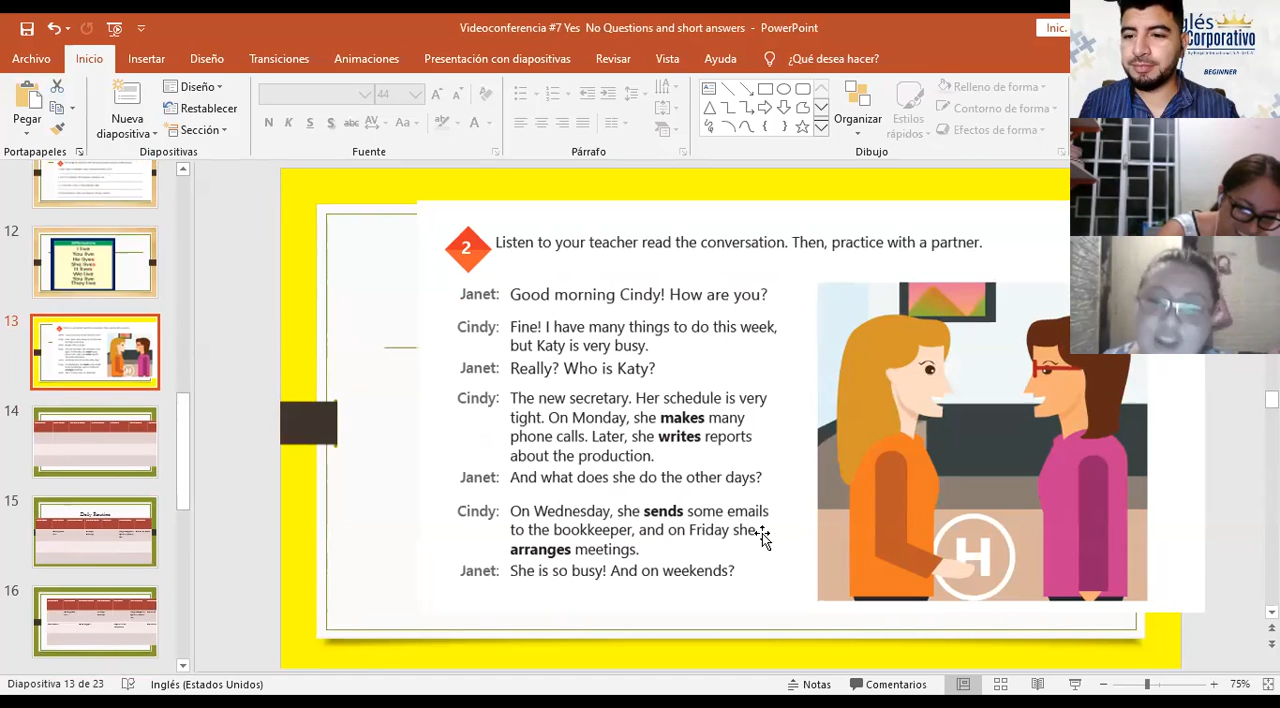 Videoconferencia #7 Yes No Questions and short answers - PowerPoint
Inic.
Archivo Inicio Insertar Diseño Transiciones Animaciones Presentación con diapositivas Revisar Vista Ayuda ¿Qué desea hacer?
Pegar
Nueva diapositiva
Diseño
Restablecer
Sección
44
N K S S abc AV Aa A
Organizar
Estilos rápidos
Relleno de forma
Contorno de forma
Efectos de forma
Portapapeles Diapositivas Fuente Párrafo Dibujo
glés
Corporativo
BEGINNER
12
13
14
15
Daily Routine
16
2 Listen to your teacher read the conversation. Then, practice with a partner.
Janet: Good morning Cindy! How are you?
Cindy: Fine! I have many things to do this week,
but Katy is very busy.
Janet: Really? Who is Katy?
Cindy: The new secretary. Her schedule is very
tight. On Monday, she makes many
phone calls. Later, she writes reports
about the production.
Janet: And what does she do the other days?
Cindy: On Wednesday, she sends some emails
to the bookkeeper, and on Friday she
arranges meetings.
Janet: She is so busy! And on weekends?
H
Diapositiva 13 de 23 Inglés (Estados Unidos) Notas Comentarios 75%